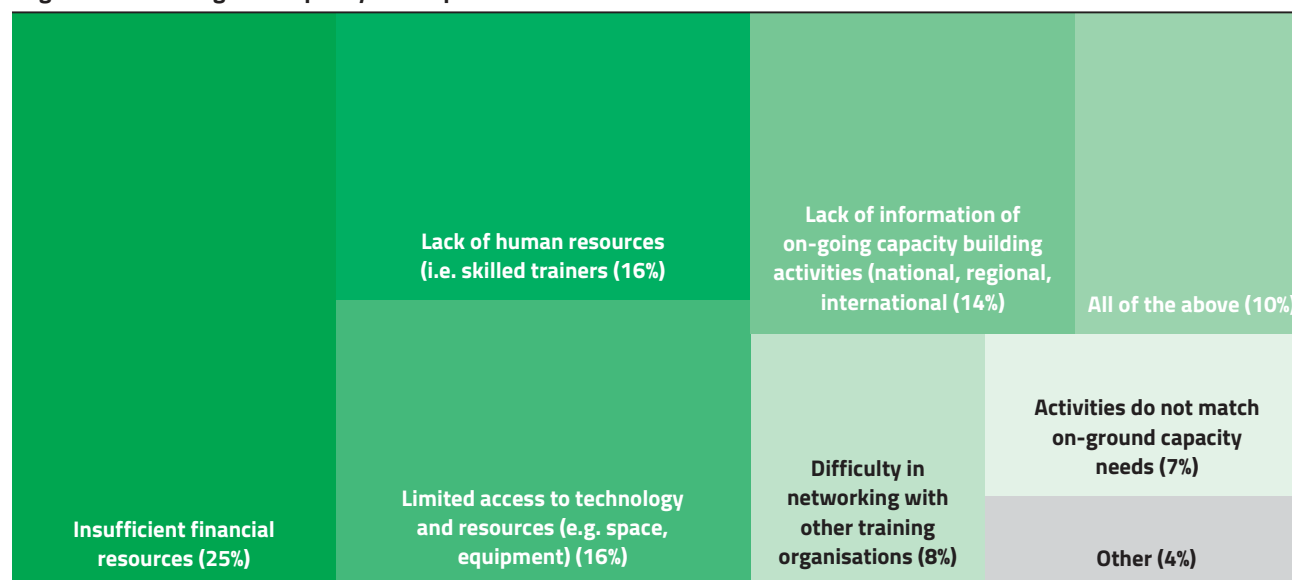 Lack of human resources
(i.e. skilled trainers (16%)
Lack of information of
on-going capacity building
activities (national, regional,
international (14%)
All of the above (10%)
Insufficient financial
resources (25%)
Limited access to technology
and resources (e.g. space,
equipment) (16%)
Difficulty in
networking with
other training
organisations (8%)
Activities do not match
on-ground capacity
needs (7%)
Other (4%)